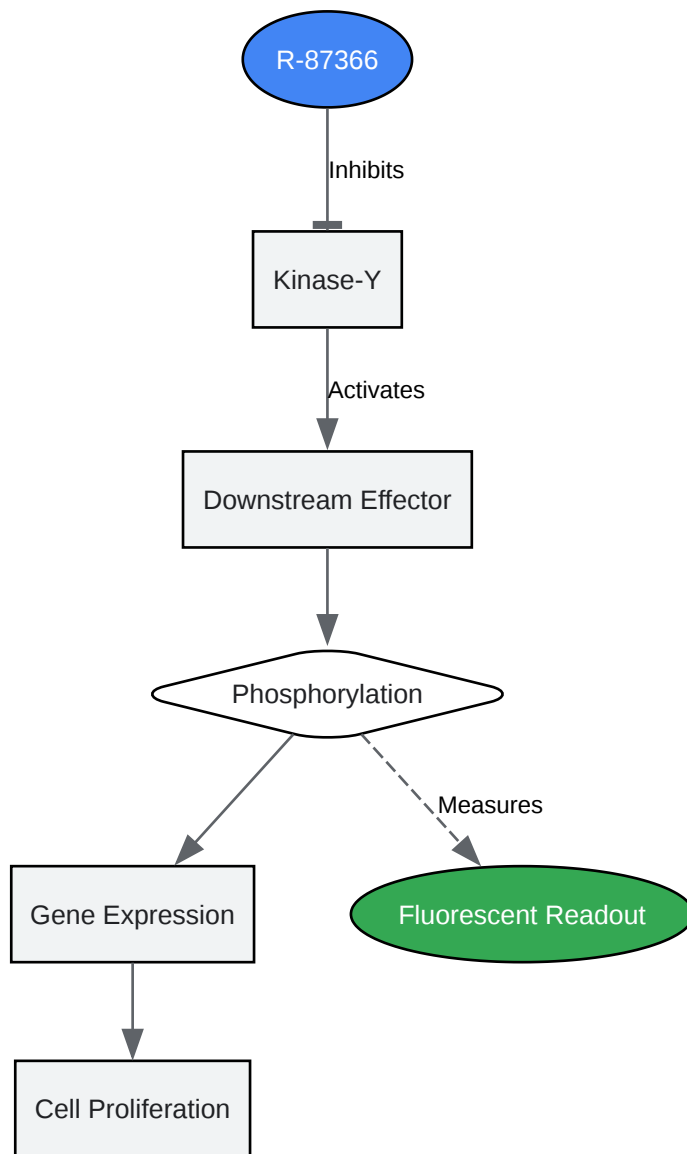 R-87366
Inhibits
Kinase-Y
Activates
Downstream Effector
Phosphorylation
Measures
Gene Expression
Fluorescent Readout
Cell Proliferation